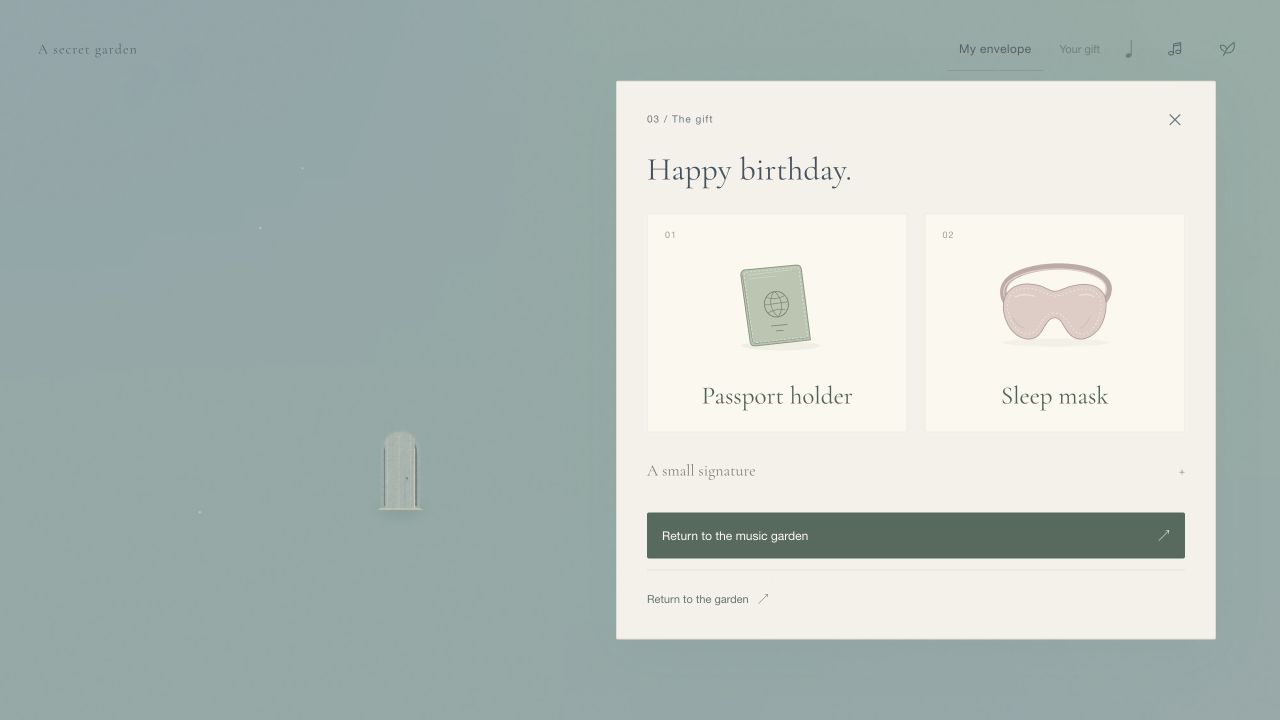 A secret garden
My envelope
Your gift
03 / The gift
Happy birthday.
01
Passport holder
02
Sleep mask
A small signature
+
Return to the music garden
Return to the garden